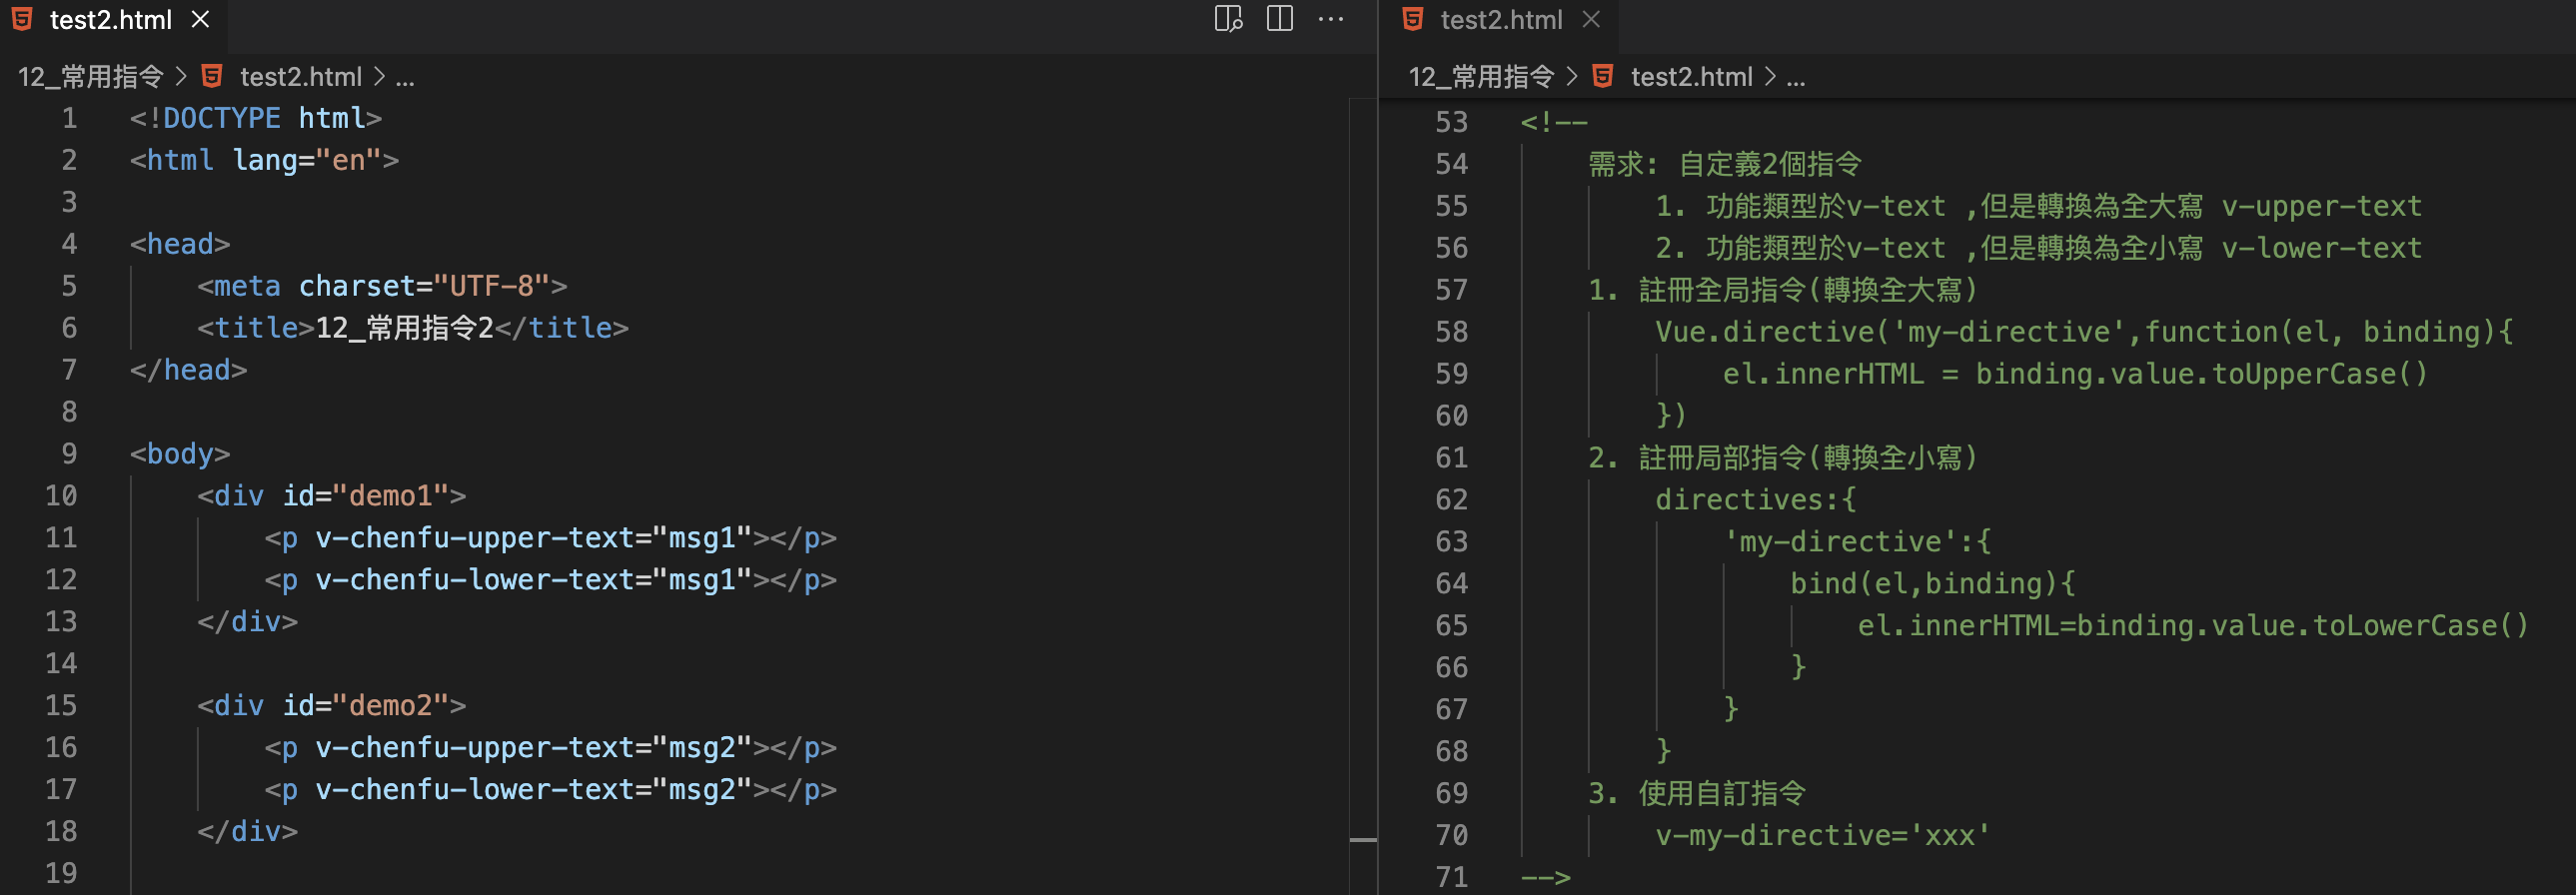 test2.html
12_常用指令 > test2.html > ...
1 <!DOCTYPE html>
2 <html lang="en">
3
4 <head>
5     <meta charset="UTF-8">
6     <title>12_常用指令2</title>
7 </head>
8
9 <body>
10     <div id="demo1">
11         <p v-chenfu-upper-text="msg1"></p>
12         <p v-chenfu-lower-text="msg1"></p>
13     </div>
14
15     <div id="demo2">
16         <p v-chenfu-upper-text="msg2"></p>
17         <p v-chenfu-lower-text="msg2"></p>
18     </div>
19
test2.html
12_常用指令 > test2.html > ...
53 <!--
54     需求: 自定義2個指令
55         1. 功能類型於v-text ,但是轉換為全大寫 v-upper-text
56         2. 功能類型於v-text ,但是轉換為全小寫 v-lower-text
57     1. 註冊全局指令(轉換全大寫)
58         Vue.directive('my-directive',function(el, binding){
59             el.innerHTML = binding.value.toUpperCase()
60         })
61     2. 註冊局部指令(轉換全小寫)
62         directives:{
63             'my-directive':{
64                 bind(el,binding){
65                     el.innerHTML=binding.value.toLowerCase()
66                 }
67             }
68         }
69     3. 使用自訂指令
70         v-my-directive='xxx'
71 -->